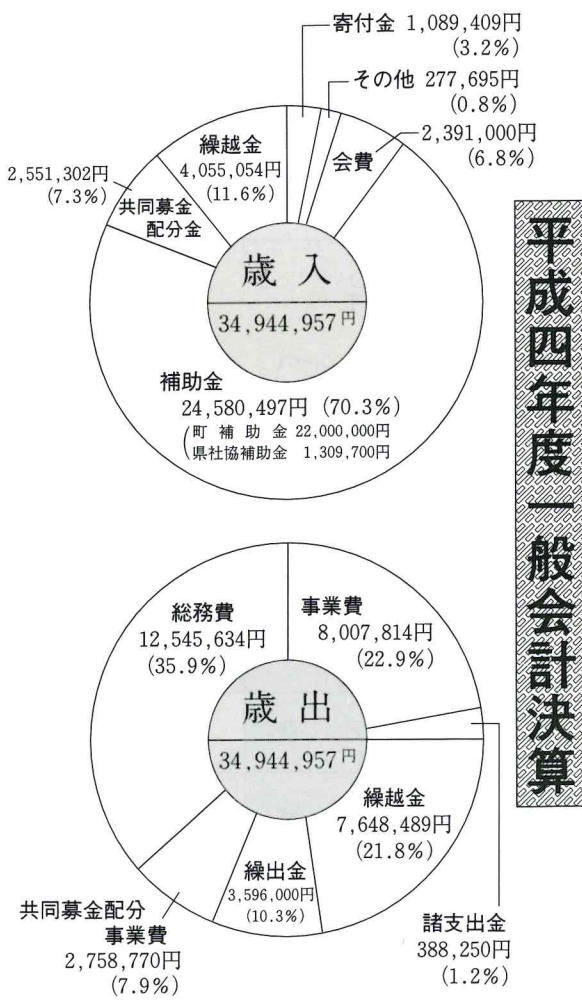 平成四年度一般会計決算
寄付金 1,089,409円
(3.2%)
その他 277,695円
(0.8%)
2,391,000円
(6.8%)
会費
繰越金
4,055,054円
(11.6%)
2,551,302円
(7.3%)
共同募金
配分金
歳入
34,944,957円
補助金
24,580,497円 (70.3%)
(町補助金 22,000,000円
県社協補助金 1,309,700円
総務費
12,545,634円
(35.9%)
事業費
8,007,814円
(22.9%)
歳出
34,944,957円
繰越金
7,648,489円
(21.8%)
繰出金
3,596,000円
(10.3%)
共同募金配分
事業費
2,758,770円
(7.9%)
諸支出金
388,250円
(1.2%)